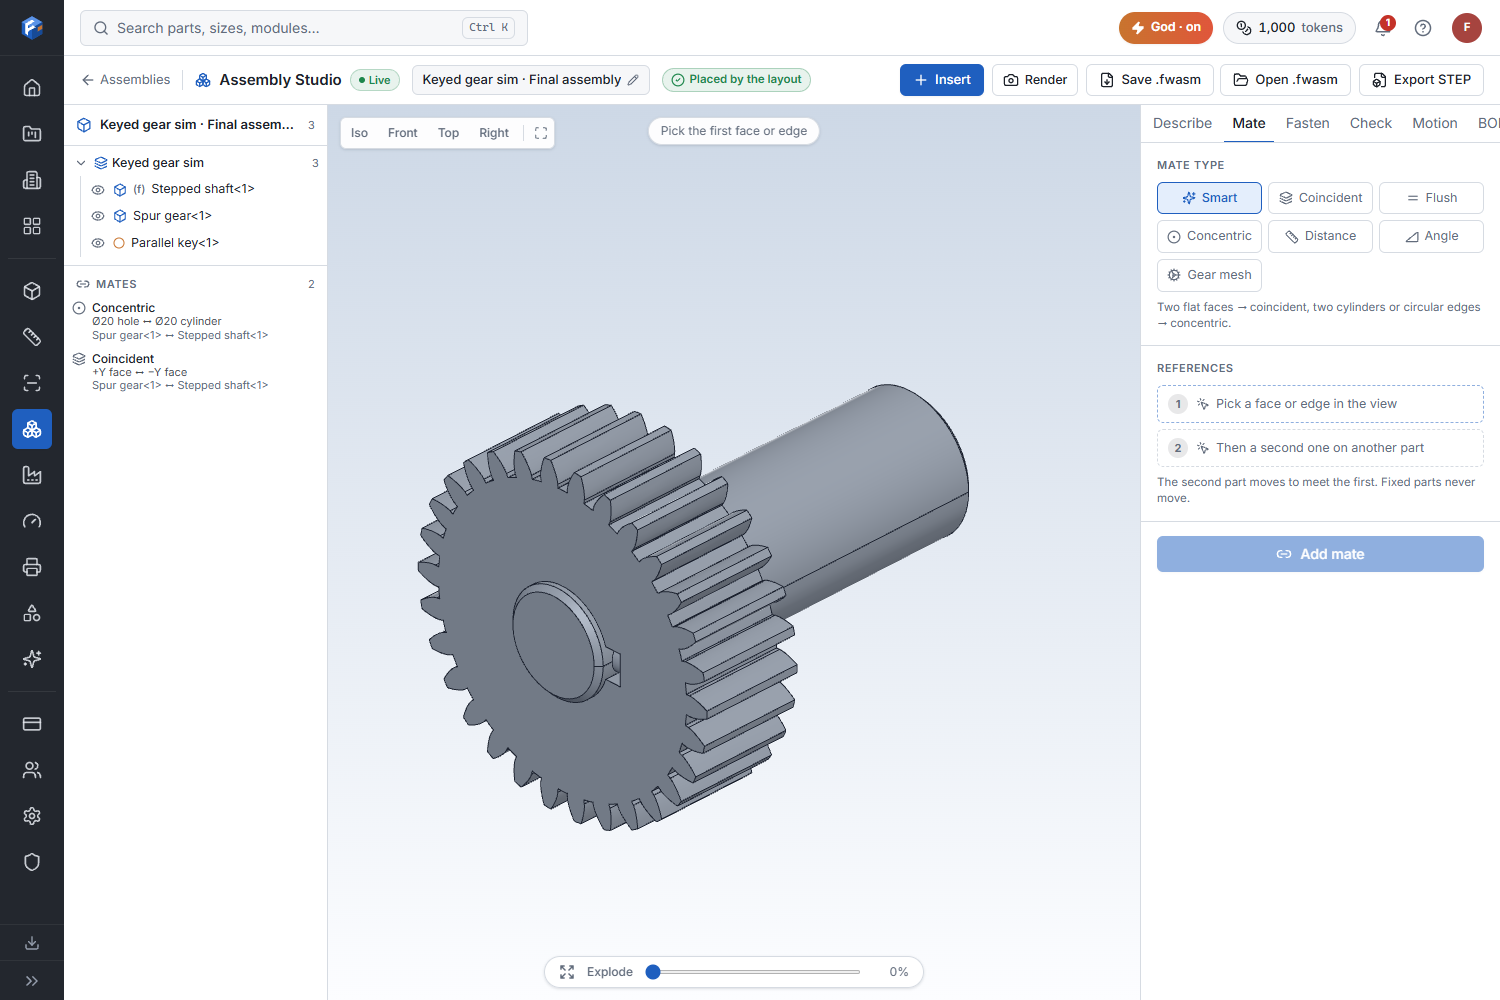 Search parts, sizes, modules...
Ctrl K
God · on
1,000 tokens
1
F
Assemblies
Assembly Studio
Live
Keyed gear sim · Final assembly
Placed by the layout
Insert
Render
Save .fwasm
Open .fwasm
Export STEP
Keyed gear sim · Final assem...
3
Keyed gear sim
3
(f) Stepped shaft<1>
Spur gear<1>
Parallel key<1>
MATES
2
Concentric
Ø20 hole ↔ Ø20 cylinder
Spur gear<1> ↔ Stepped shaft<1>
Coincident
+Y face ↔ −Y face
Spur gear<1> ↔ Stepped shaft<1>
Iso
Front
Top
Right
Pick the first face or edge
Explode
0%
Describe
Mate
Fasten
Check
Motion
BO
MATE TYPE
Smart
Coincident
Flush
Concentric
Distance
Angle
Gear mesh
Two flat faces → coincident, two cylinders or circular edges
→ concentric.
REFERENCES
1 Pick a face or edge in the view
2 Then a second one on another part
The second part moves to meet the first. Fixed parts never
move.
Add mate